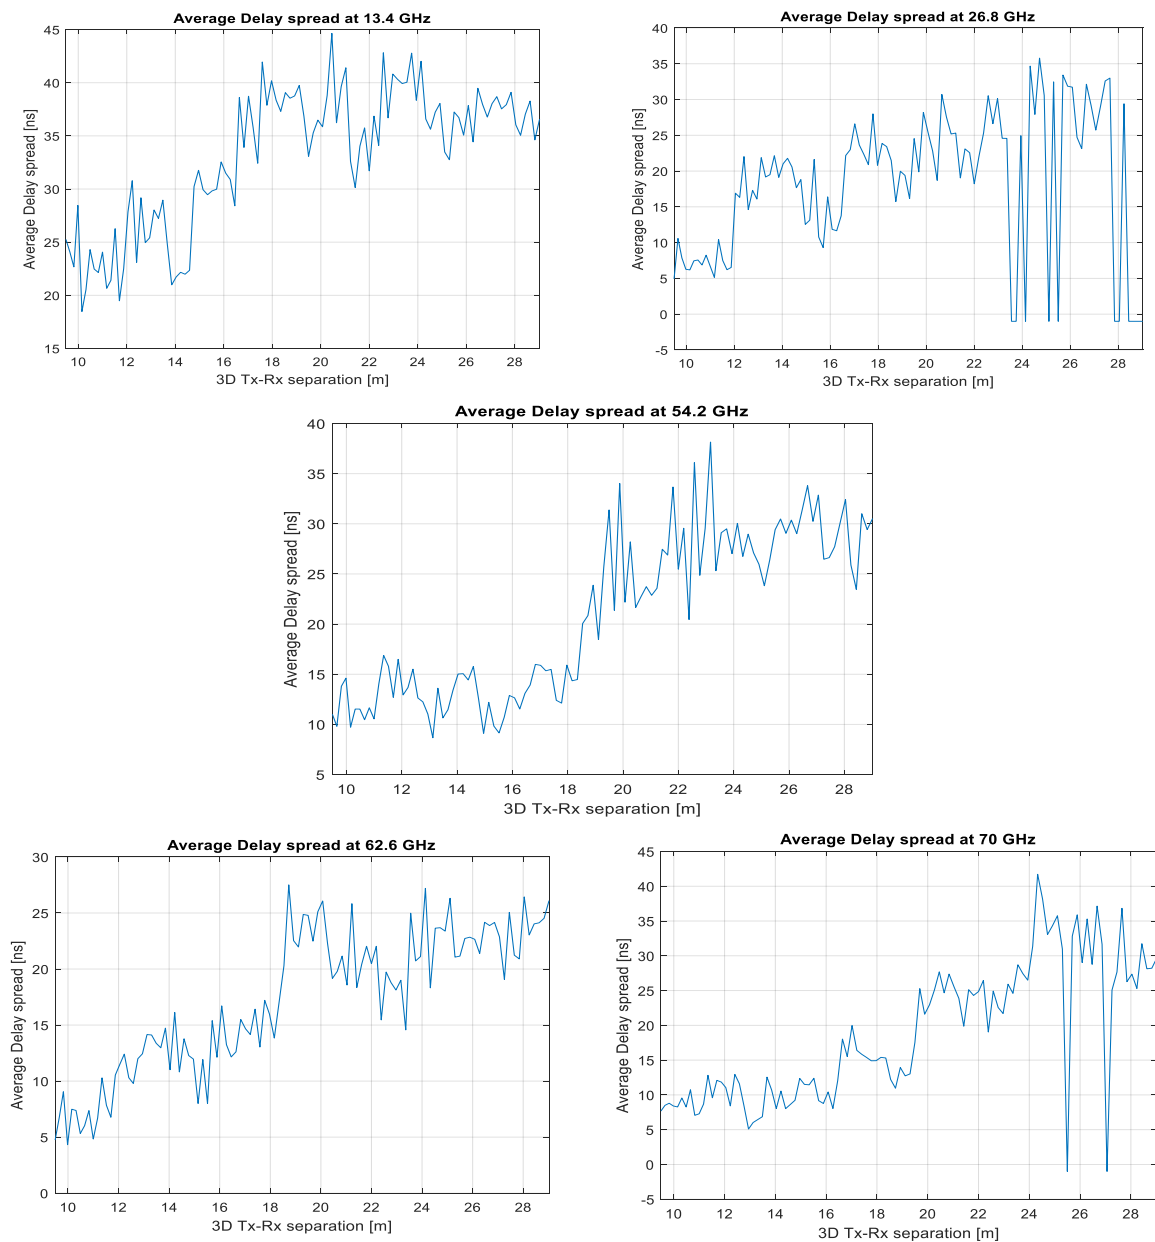 Average Delay spread at 13.4 GHz
45
40
35
30
25
20
15
Average Delay spread [ns]
10 12 14 16 18 20 22 24 26 28
3D Tx-Rx separation [m]
Average Delay spread at 26.8 GHz
40
35
30
25
20
15
10
5
0
-5
Average Delay spread [ns]
10 12 14 16 18 20 22 24 26 28
3D Tx-Rx separation [m]
Average Delay spread at 54.2 GHz
40
35
30
25
20
15
10
5
Average Delay spread [ns]
10 12 14 16 18 20 22 24 26 28
3D Tx-Rx separation [m]
Average Delay spread at 62.6 GHz
30
25
20
15
10
5
0
Average Delay spread [ns]
10 12 14 16 18 20 22 24 26 28
3D Tx-Rx separation [m]
Average Delay spread at 70 GHz
45
40
35
30
25
20
15
10
5
0
-5
Average Delay spread [ns]
10 12 14 16 18 20 22 24 26 28
3D Tx-Rx separation [m]